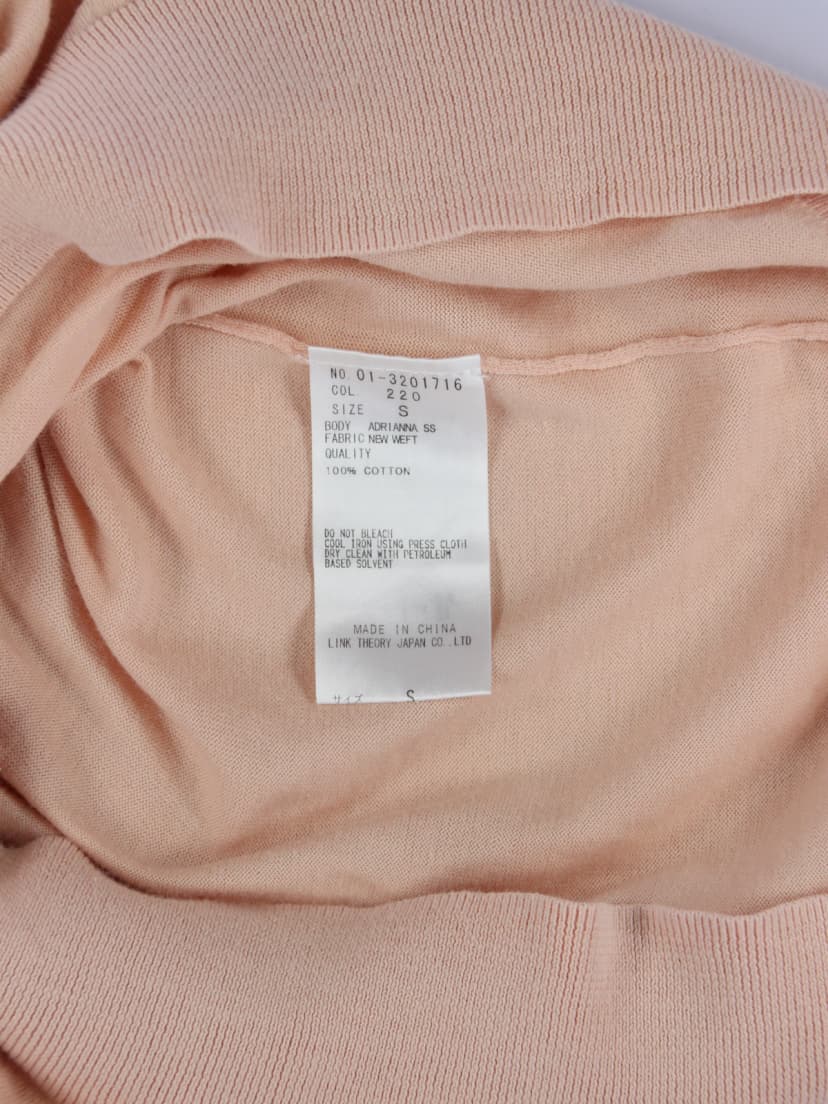 NO 01-3201716
COL 220
SIZE S
BODY ADRIANNA SS
FABRIC NEW WEFT
QUALITY
100% COTTON
DO NOT BLEACH
COOL IRON USING PRESS CLOTH
DRY CLEAN WITH PETROLEUM
BASED SOLVENT
MADE IN CHINA
LINK THEORY JAPAN CO.,LTD
サイズ S